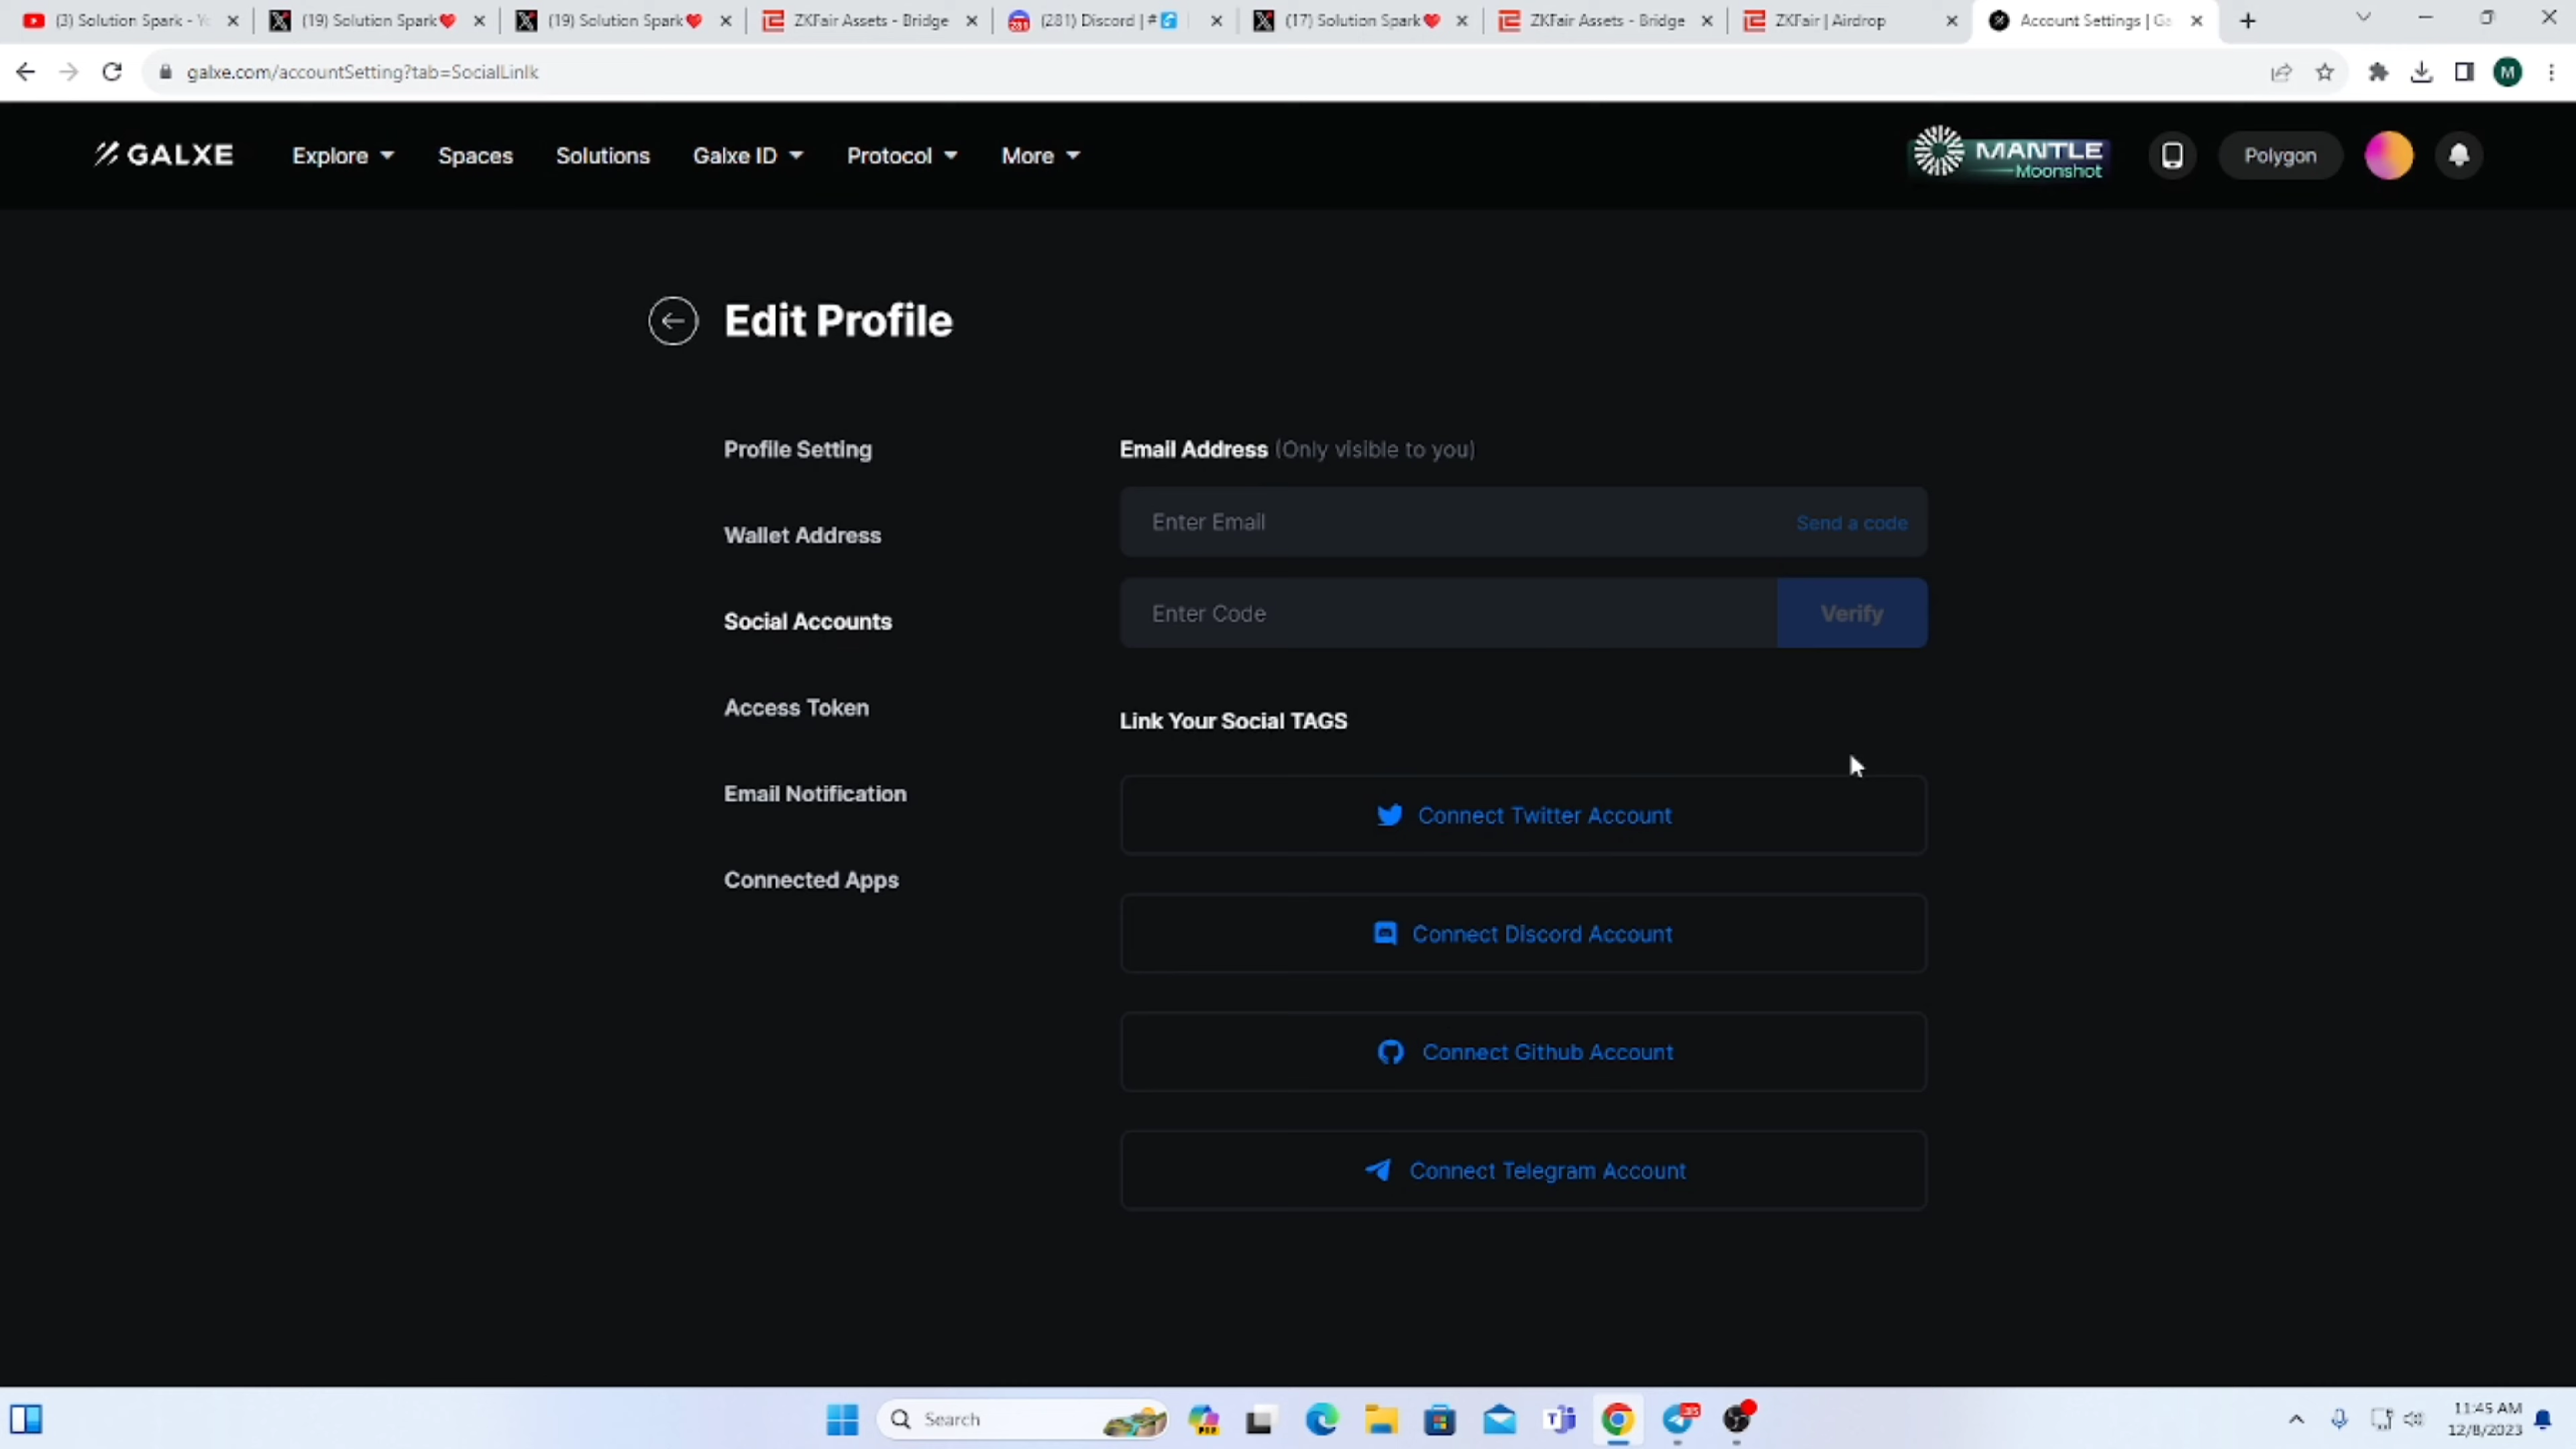 (3) Solution Spark - Yo
(19) Solution Spark❤
(19) Solution Spark❤
ZKFair Assets - Bridge
(281) Discord | #
(17) Solution Spark❤
ZKFair Assets - Bridge
ZKFair | Airdrop
Account Settings | Ga
galxe.com/accountSetting?tab=SocialLinlk
M
GALXE
Explore
Spaces
Solutions
Galxe ID
Protocol
More
MANTLE
Moonshot
Polygon
Edit Profile
Profile Setting
Wallet Address
Social Accounts
Access Token
Email Notification
Connected Apps
Email Address (Only visible to you)
Enter Email
Send a code
Enter Code
Verify
Link Your Social TAGS
Connect Twitter Account
Connect Discord Account
Connect Github Account
Connect Telegram Account
Search
11:45 AM
12/8/2023